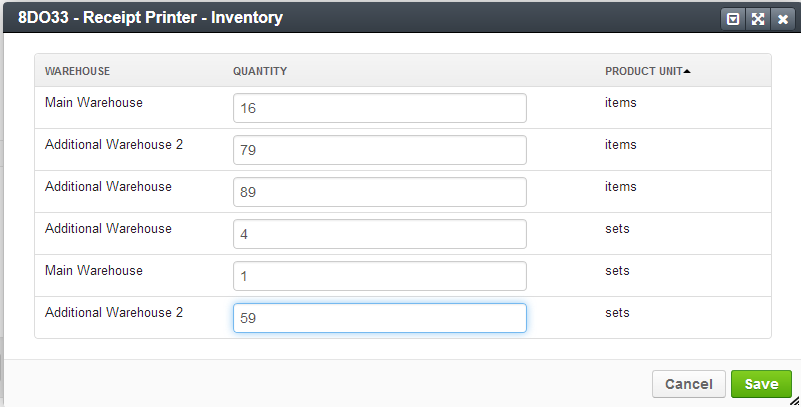 8DO33 - Receipt Printer - Inventory
WAREHOUSE QUANTITY PRODUCT UNIT
Main Warehouse 16 items
Additional Warehouse 2 79 items
Additional Warehouse 89 items
Additional Warehouse 4 sets
Main Warehouse 1 sets
Additional Warehouse 2 59 sets
Cancel Save